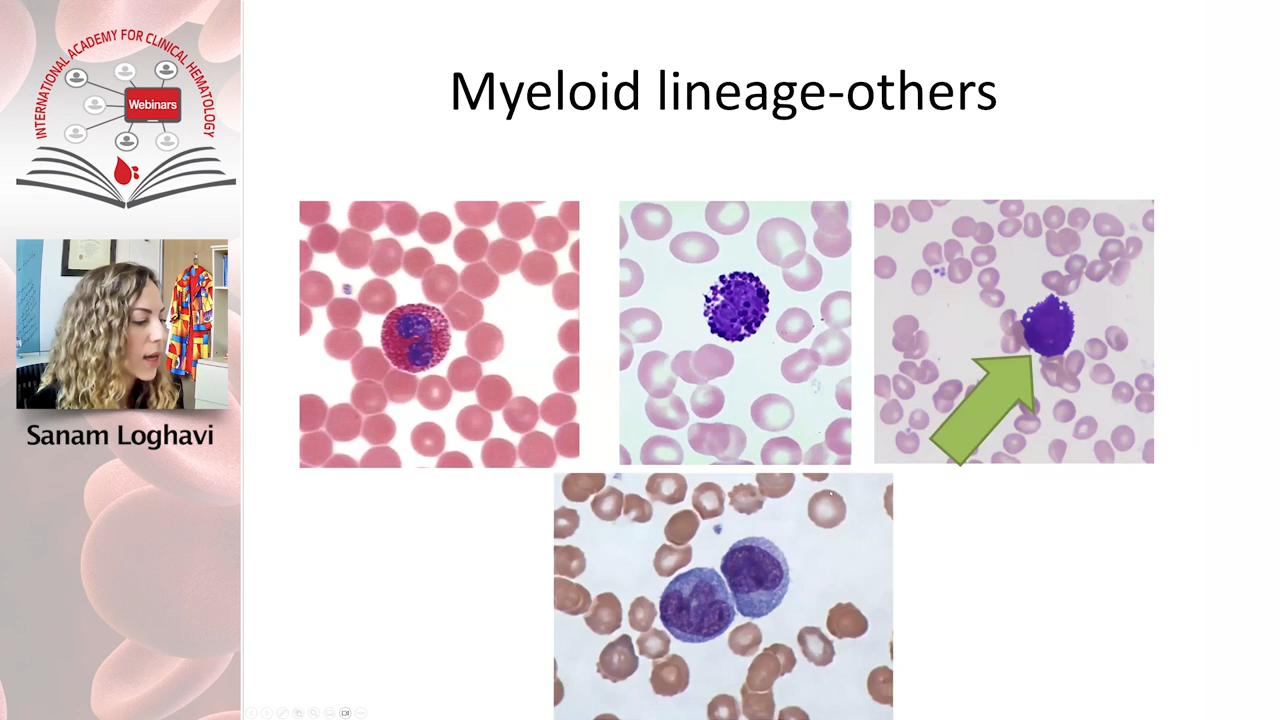 INTERNATIONAL ACADEMY FOR CLINICAL HEMATOLOGY
Webinars
Sanam Loghavi
Myeloid lineage-others